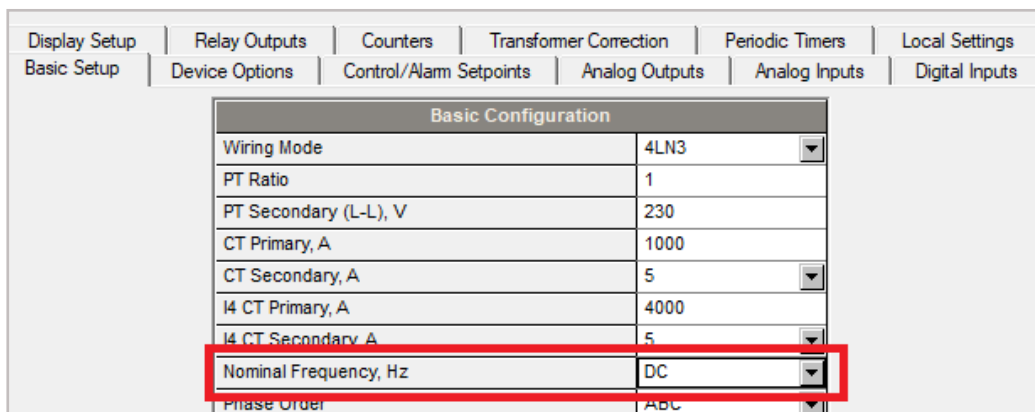 Display Setup Relay Outputs Counters Transformer Correction Periodic Timers Local Settings
Basic Setup Device Options Control/Alarm Setpoints Analog Outputs Analog Inputs Digital Inputs
Basic Configuration
Wiring Mode 4LN3
PT Ratio 1
PT Secondary (L-L), V 230
CT Primary, A 1000
CT Secondary, A 5
I4 CT Primary, A 4000
I4 CT Secondary, A 5
Nominal Frequency, Hz DC
Phase Order ABC